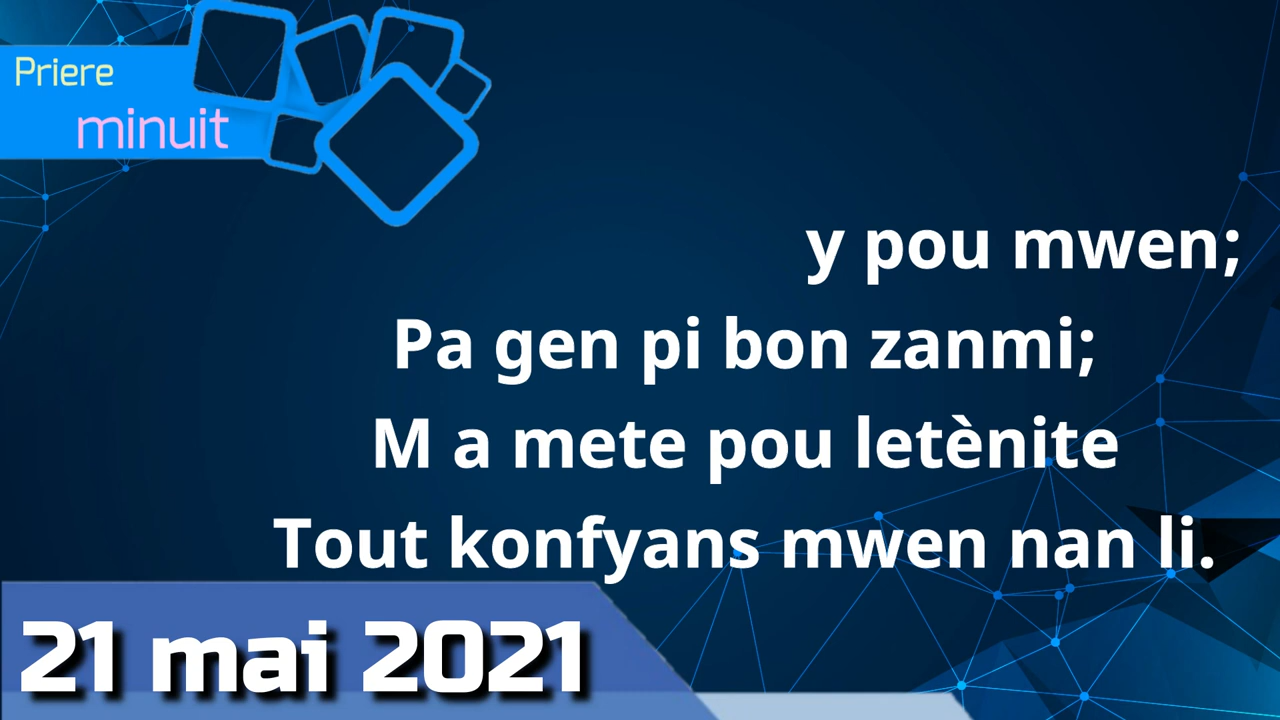 Priere
minuit
y pou mwen;
Pa gen pi bon zanmi;
M a mete pou letènite
Tout konfyans mwen nan li.
21 mai 2021